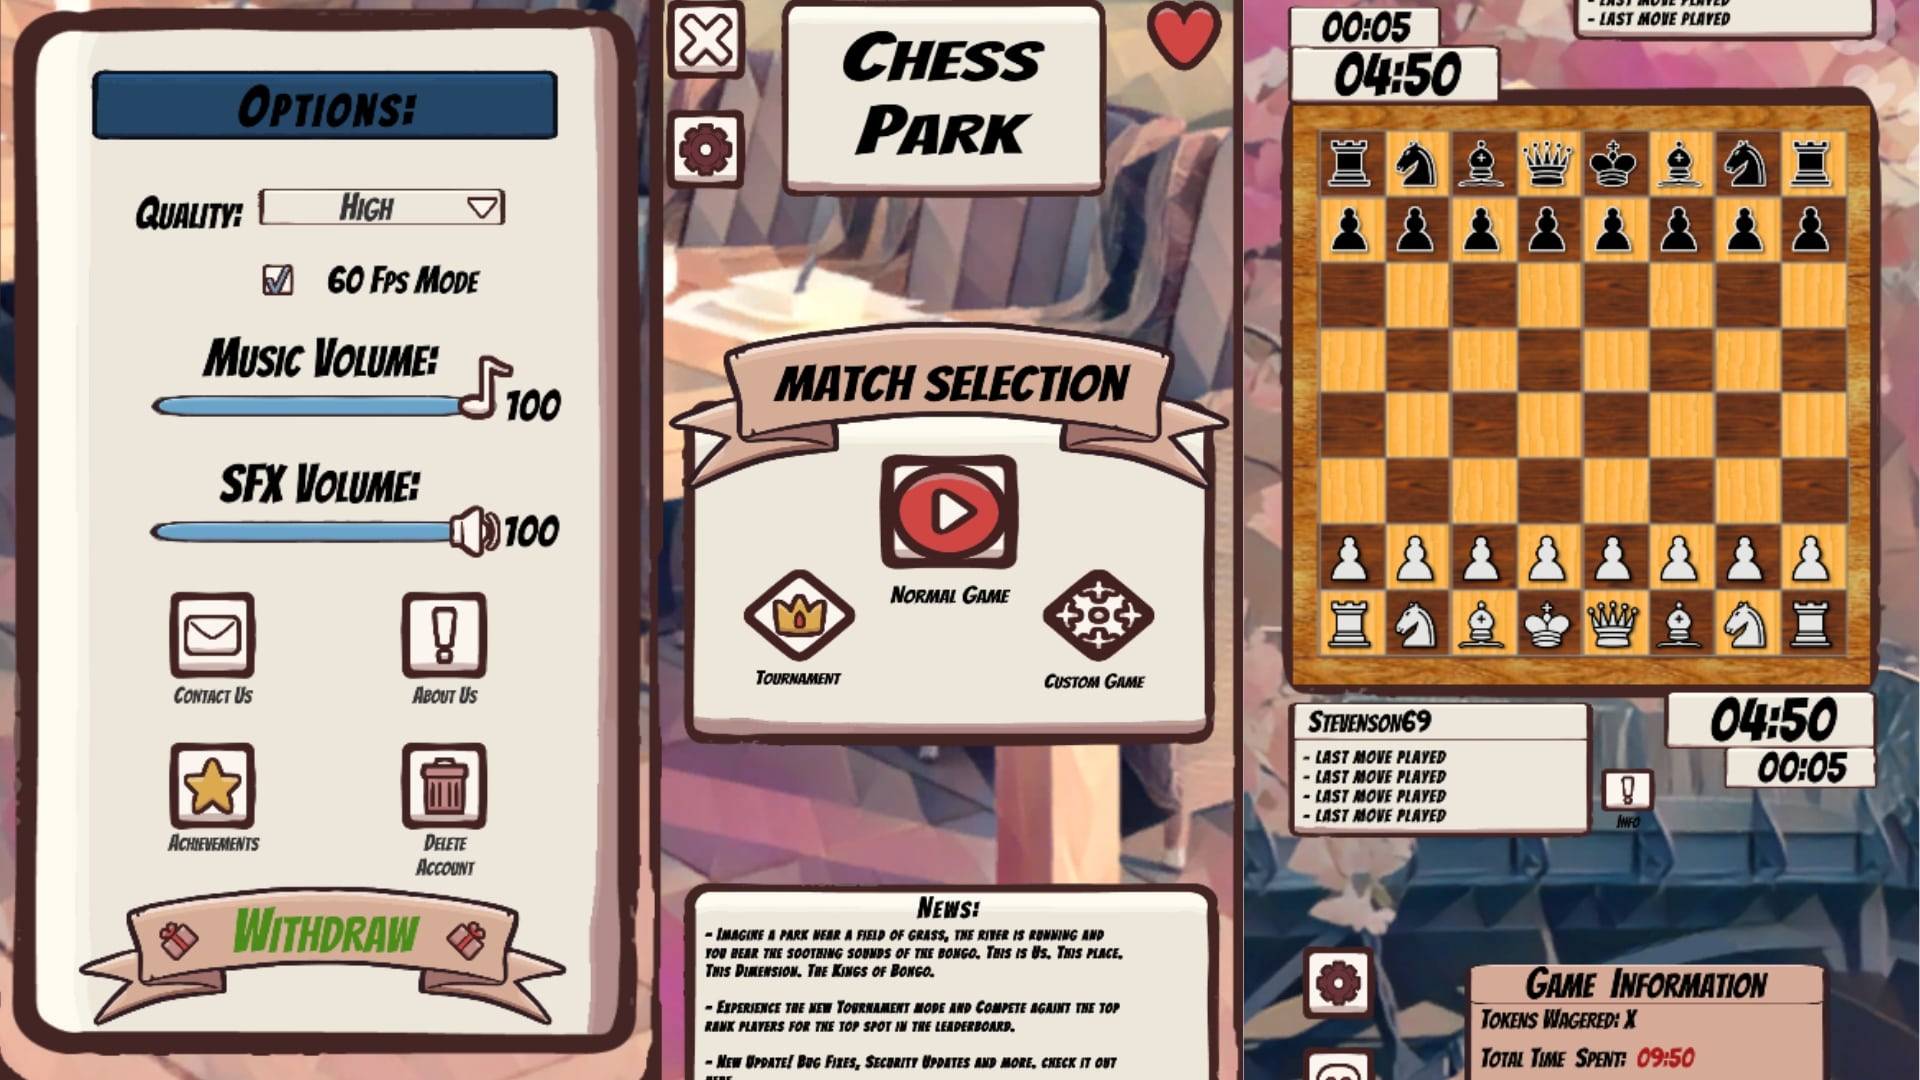 OPTIONS:
QUALITY:
HIGH
60 FPS MODE
MUSIC VOLUME:
100
SFX VOLUME:
100
CONTACT US
ABOUT US
ACHIEVEMENTS
DELETE
ACCOUNT
WITHDRAW
CHESS
PARK
MATCH SELECTION
NORMAL GAME
TOURNAMENT
CUSTOM GAME
NEWS:
- IMAGINE A PARK NEAR A FIELD OF GRASS, THE RIVER IS RUNNING AND
YOU HEAR THE SOOTHING SOUNDS OF THE BONGO. THIS IS US. THIS PLACE.
THIS DIMENSION. THE KINGS OF BONGO.
- EXPERIENCE THE NEW TOURNAMENT MODE AND COMPETE AGAINT THE TOP
RANK PLAYERS FOR THE TOP SPOT IN THE LEADERBOARD.
- NEW UPDATE! BUG FIXES, SECURITY UPDATES AND MORE. CHECK IT OUT
- LAST MOVE PLAYED
- LAST MOVE PLAYED
00:05
04:50
STEVENSON69
- LAST MOVE PLAYED
- LAST MOVE PLAYED
- LAST MOVE PLAYED
- LAST MOVE PLAYED
INFO
04:50
00:05
GAME INFORMATION
TOKENS WAGERED: X
TOTAL TIME SPENT: 09:50